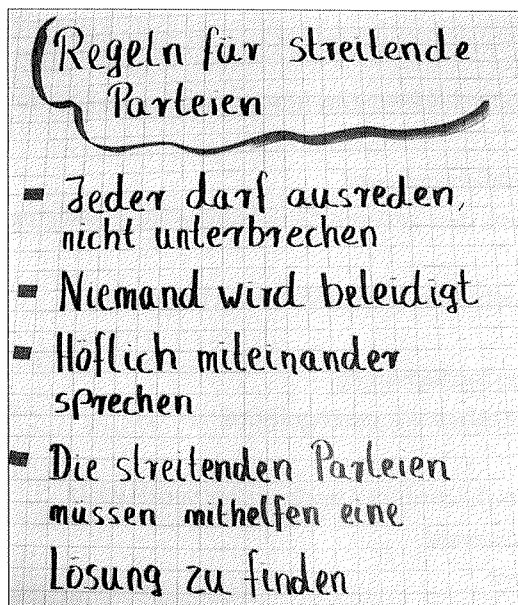 Regeln für streitende
Parteien
Jeder darf ausreden,
nicht unterbrechen
Niemand wird beleidigt
Höflich miteinander
sprechen
Die streitenden Parteien
müssen mithelfen eine
Lösung zu finden